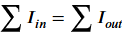 ∑ I_in = ∑ I_out